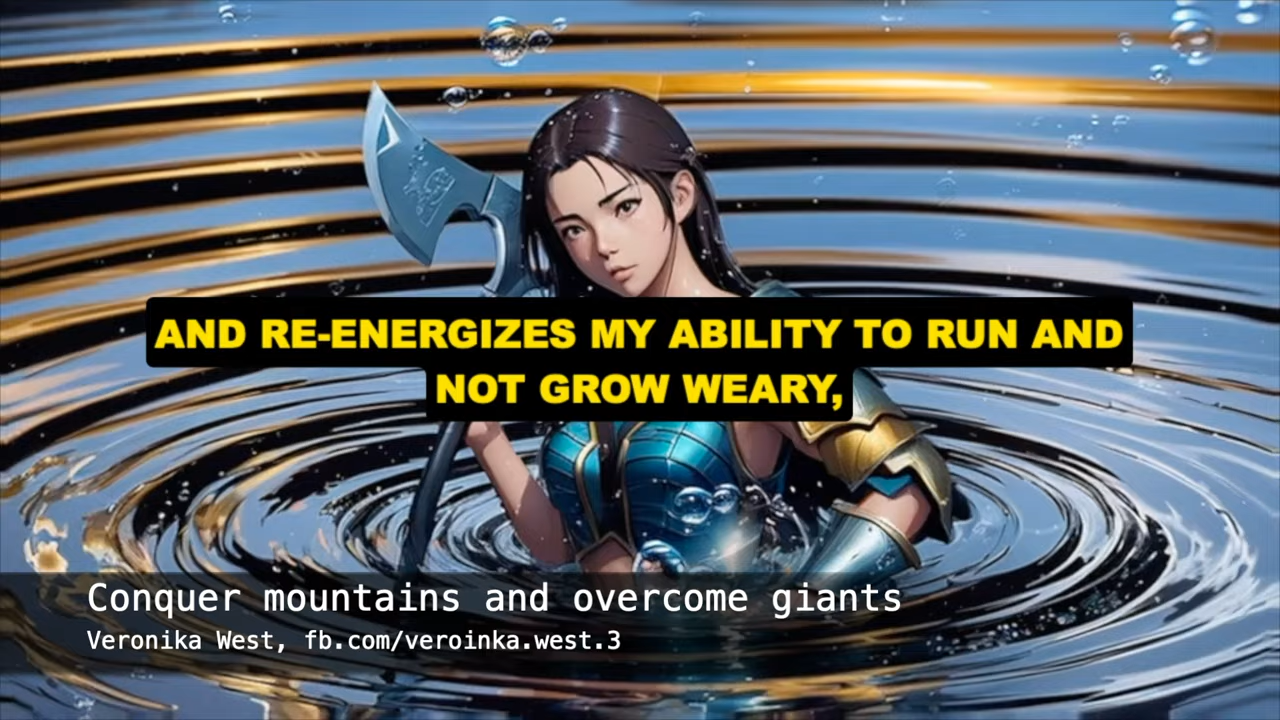 AND RE-ENERGIZES MY ABILITY TO RUN AND
NOT GROW WEARY,
Conquer mountains and overcome giants
Veronika West, fb.com/veroinka.west.3